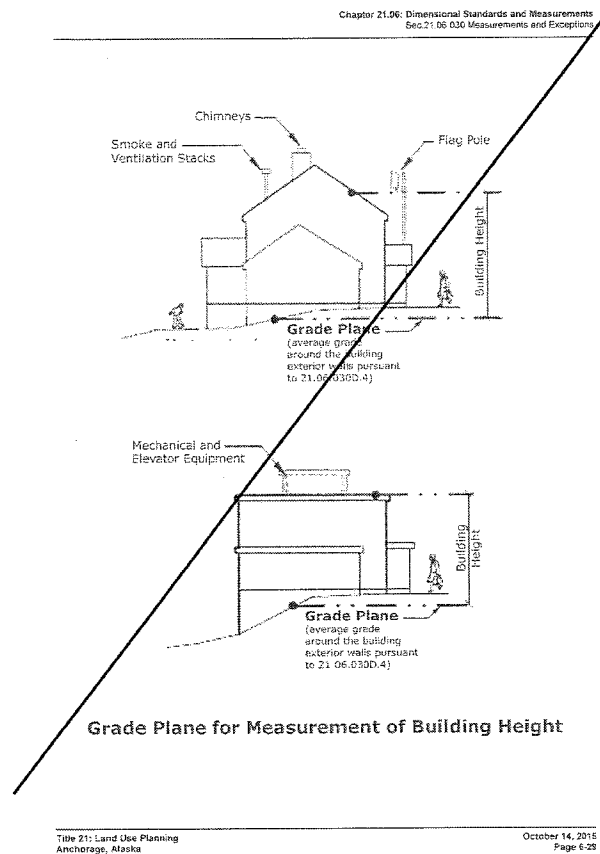 Chapter 21.06: Dimensional Standards and Measurements
Sec.21.06.030 Measurements and Exceptions
Chimneys
Smoke and
Ventilation Stacks
Flag Pole
Building Height
Grade Plane
(average grade
around the building
exterior walls pursuant
to 21.06.030D.4)
Mechanical and
Elevator Equipment
Building
Height
Grade Plane
(average grade
around the building
exterior walls pursuant
to 21.06.030D.4)
Grade Plane for Measurement of Building Height
Title 21: Land Use Planning
Anchorage, Alaska
October 14, 2015
Page 6-29